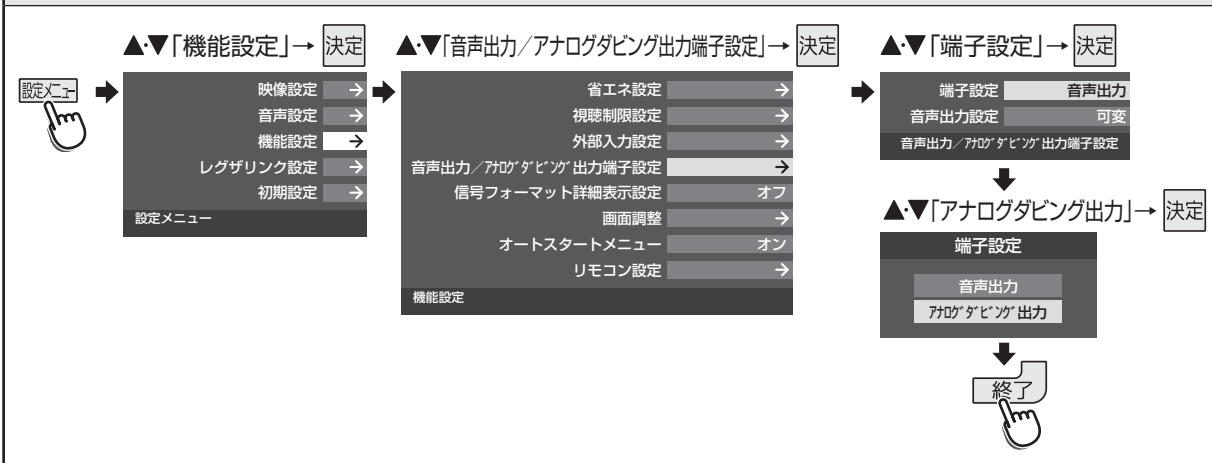 設定メニュー
▲・▼「機能設定」→ 決定
映像設定 →
音声設定 →
機能設定 →
レグザリンク設定 →
初期設定 →
設定メニュー
▲・▼「音声出力／アナログダビング出力端子設定」→ 決定
省エネ設定 →
視聴制限設定 →
外部入力設定 →
音声出力／ｱﾅﾛｸﾞﾀﾞﾋﾞﾝｸﾞ出力端子設定 →
信号フォーマット詳細表示設定 オフ
画面調整 →
オートスタートメニュー オン
リモコン設定 →
機能設定
▲・▼「端子設定」→ 決定
端子設定 音声出力
音声出力設定 可変
音声出力／ｱﾅﾛｸﾞﾀﾞﾋﾞﾝｸﾞ出力端子設定
▲・▼「アナログダビング出力」→ 決定
端子設定
音声出力
ｱﾅﾛｸﾞﾀﾞﾋﾞﾝｸﾞ出力
終了